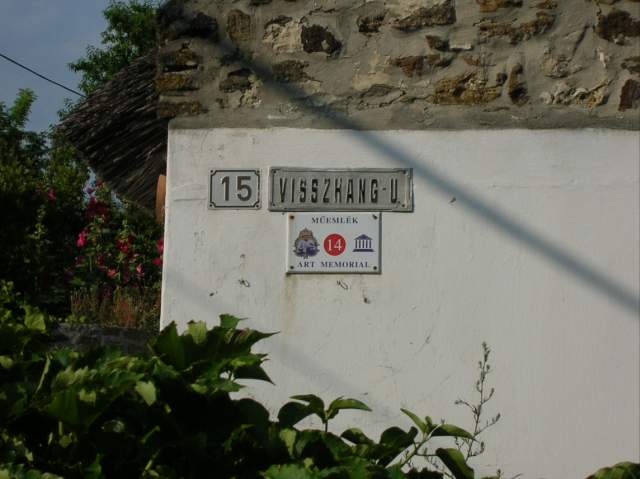 15 VISSZHANG-U
MŰEMLÉK
14
ART MEMORIAL